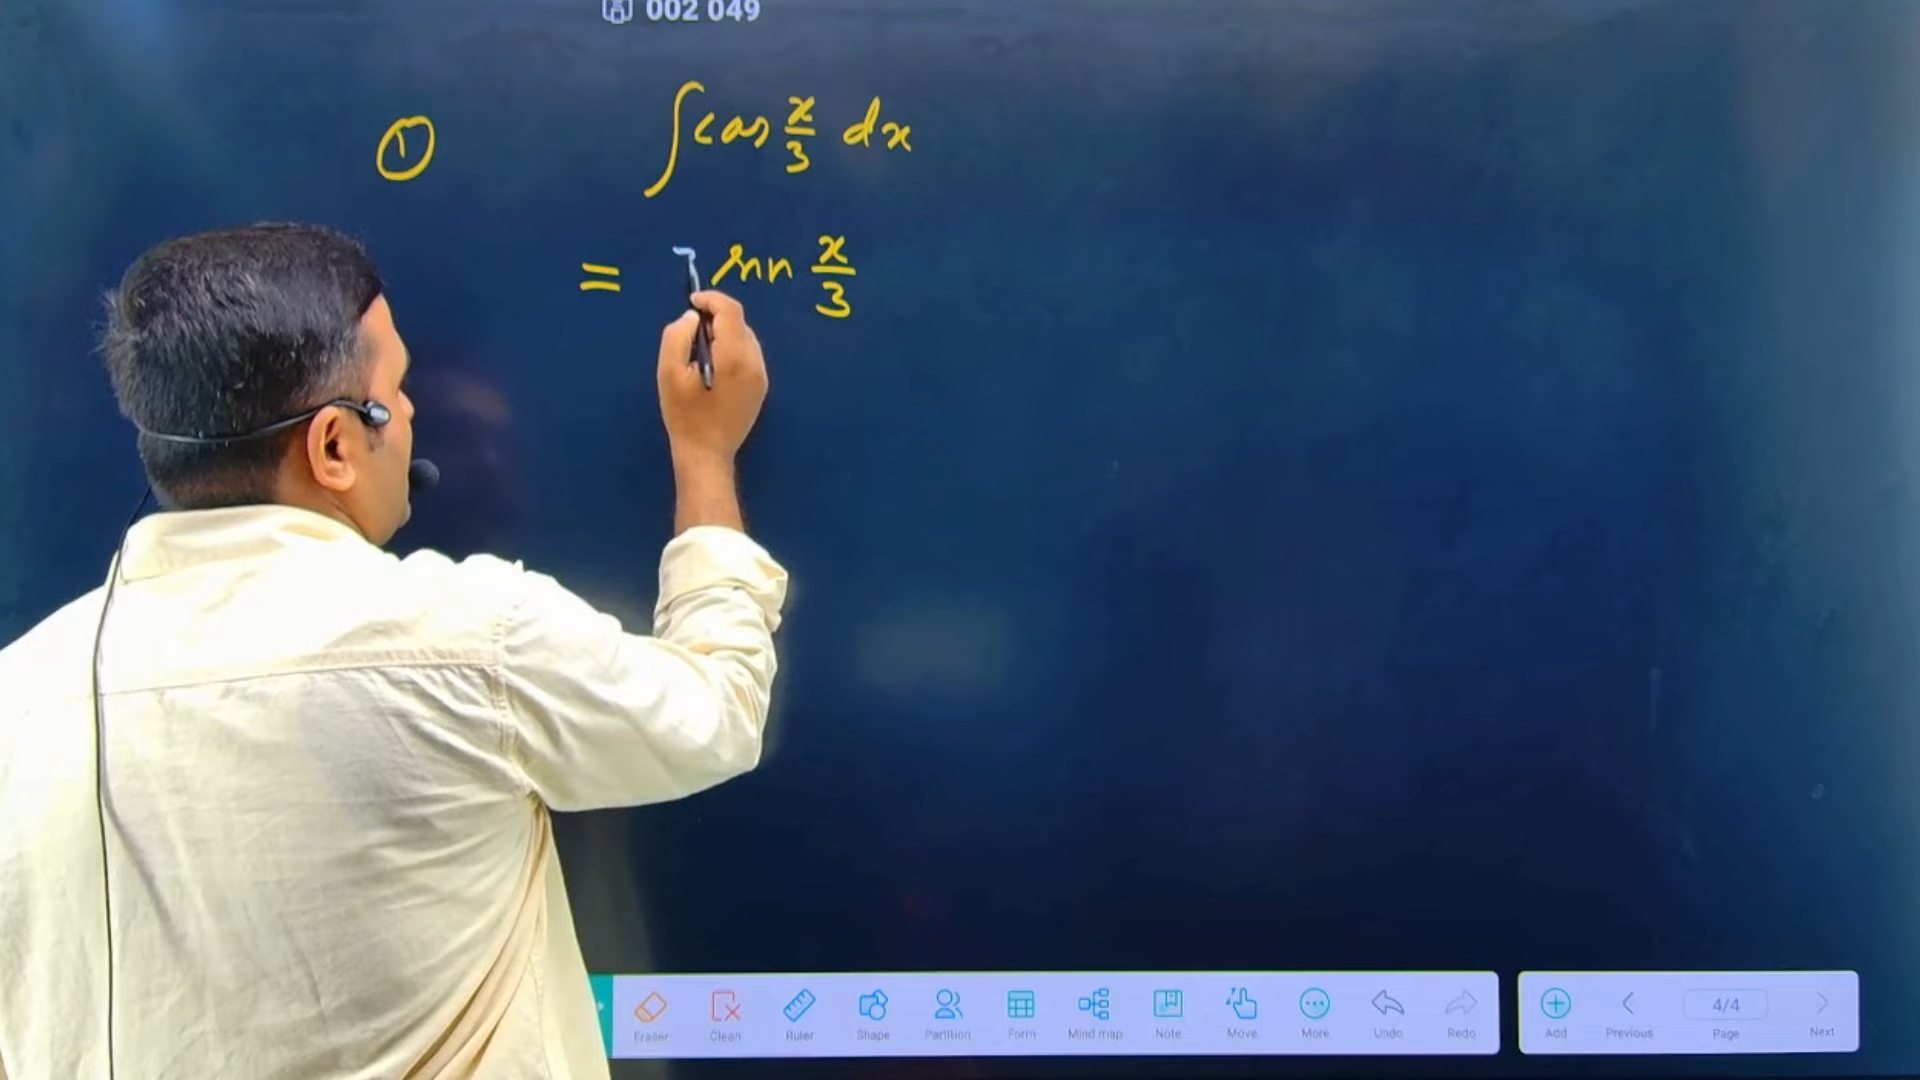 002 049
① ∫ cos x/3 dx
= sin x/3
Eraser Clean Ruler Shape Partition Form Mind map Note Move More Undo Redo Add Previous 4/4 Page Next